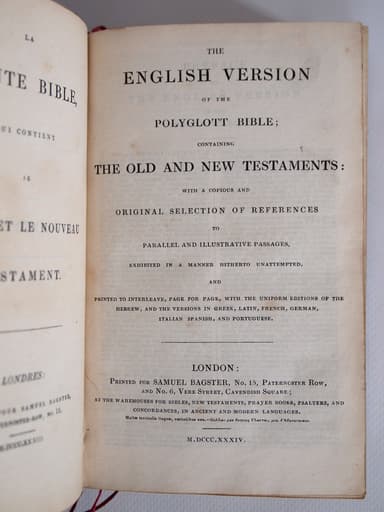 LA
TE BIBLE,
UI CONTIENT
LE
ET LE NOUVEAU
STAMENT.
LONDRES:
POUR SAMUEL BAGSTER,
THE
ENGLISH VERSION
OF THE
POLYGLOTT BIBLE;
CONTAINING
THE OLD AND NEW TESTAMENTS:
WITH A COPIOUS AND
ORIGINAL SELECTION OF REFERENCES
TO
PARALLEL AND ILLUSTRATIVE PASSAGES,
EXHIBITED IN A MANNER HITHERTO UNATTEMPTED,
AND
PRINTED TO INTERLEAVE, PAGE FOR PAGE, WITH THE UNIFORM EDITIONS OF THE
HEBREW, AND THE VERSIONS IN GREEK, LATIN, FRENCH, GERMAN,
ITALIAN SPANISH, AND PORTUGUESE.
LONDON:
PRINTED FOR SAMUEL BAGSTER, No. 15, PATERNOSTER ROW,
AND No. 6, VERE STREET, CAVENDISH SQUARE;
AT THE WAREHOUSES FOR BIBLES, NEW TESTAMENTS, PRAYER BOOKS, PSALTERS, AND
CONCORDANCES, IN ANCIENT AND MODERN LANGUAGES.
M.DCCC.XXXIV.